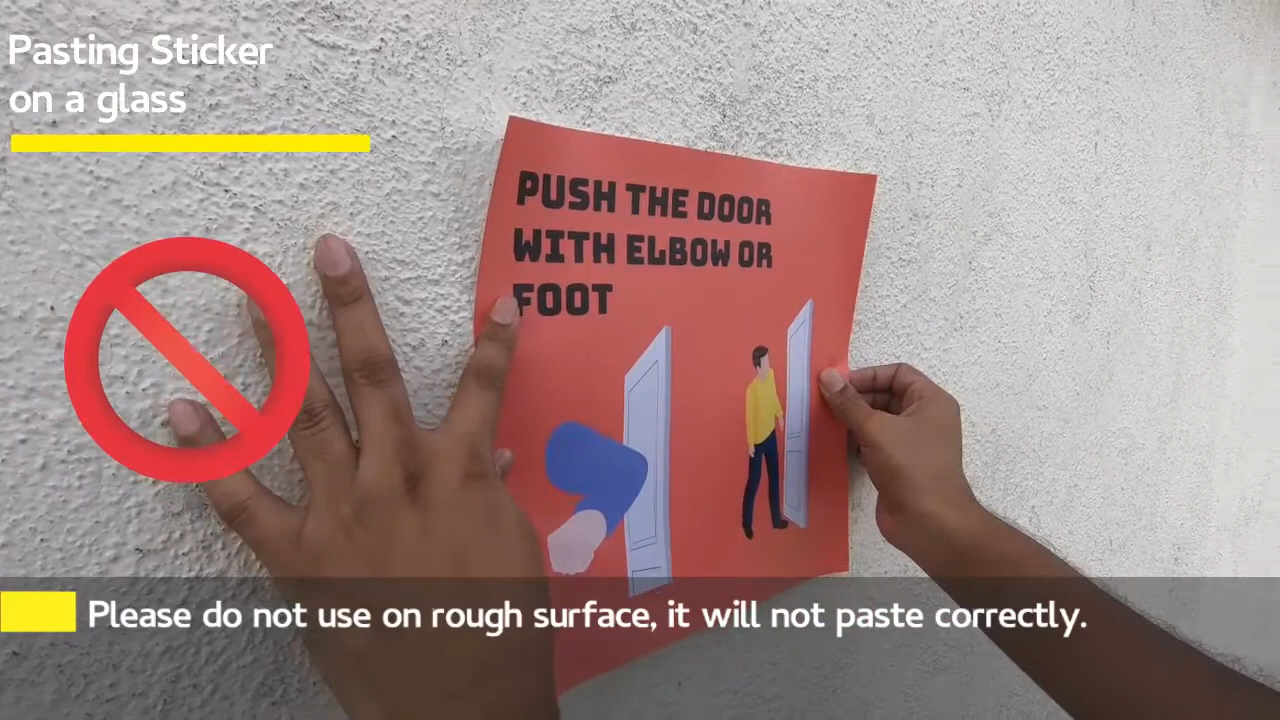 Pasting Sticker
on a glass
PUSH THE DOOR
WITH ELBOW OR
FOOT
Please do not use on rough surface, it will not paste correctly.